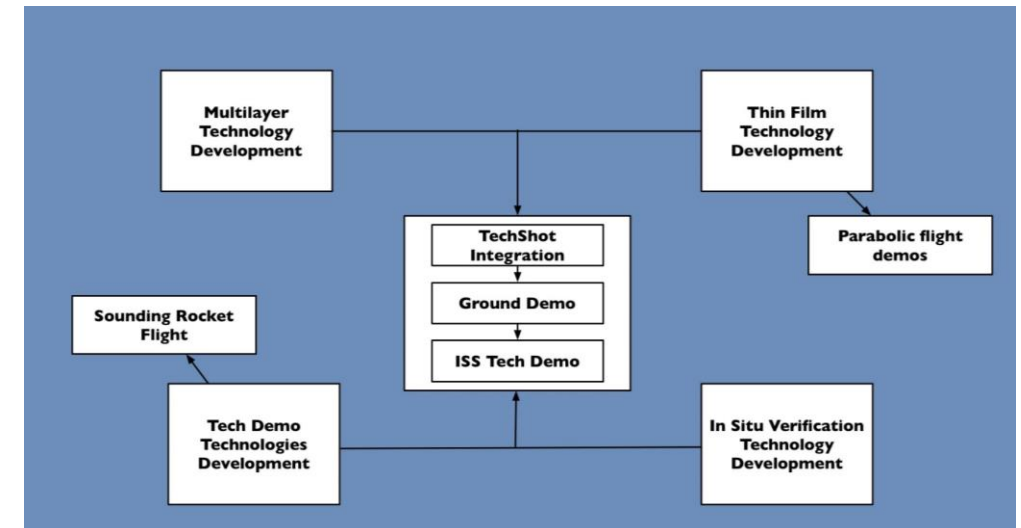 Multilayer
Technology
Development
Thin Film
Technology
Development
Parabolic flight
demos
TechShot
Integration
Ground Demo
ISS Tech Demo
Sounding Rocket
Flight
Tech Demo
Technologies
Development
In Situ Verification
Technology
Development